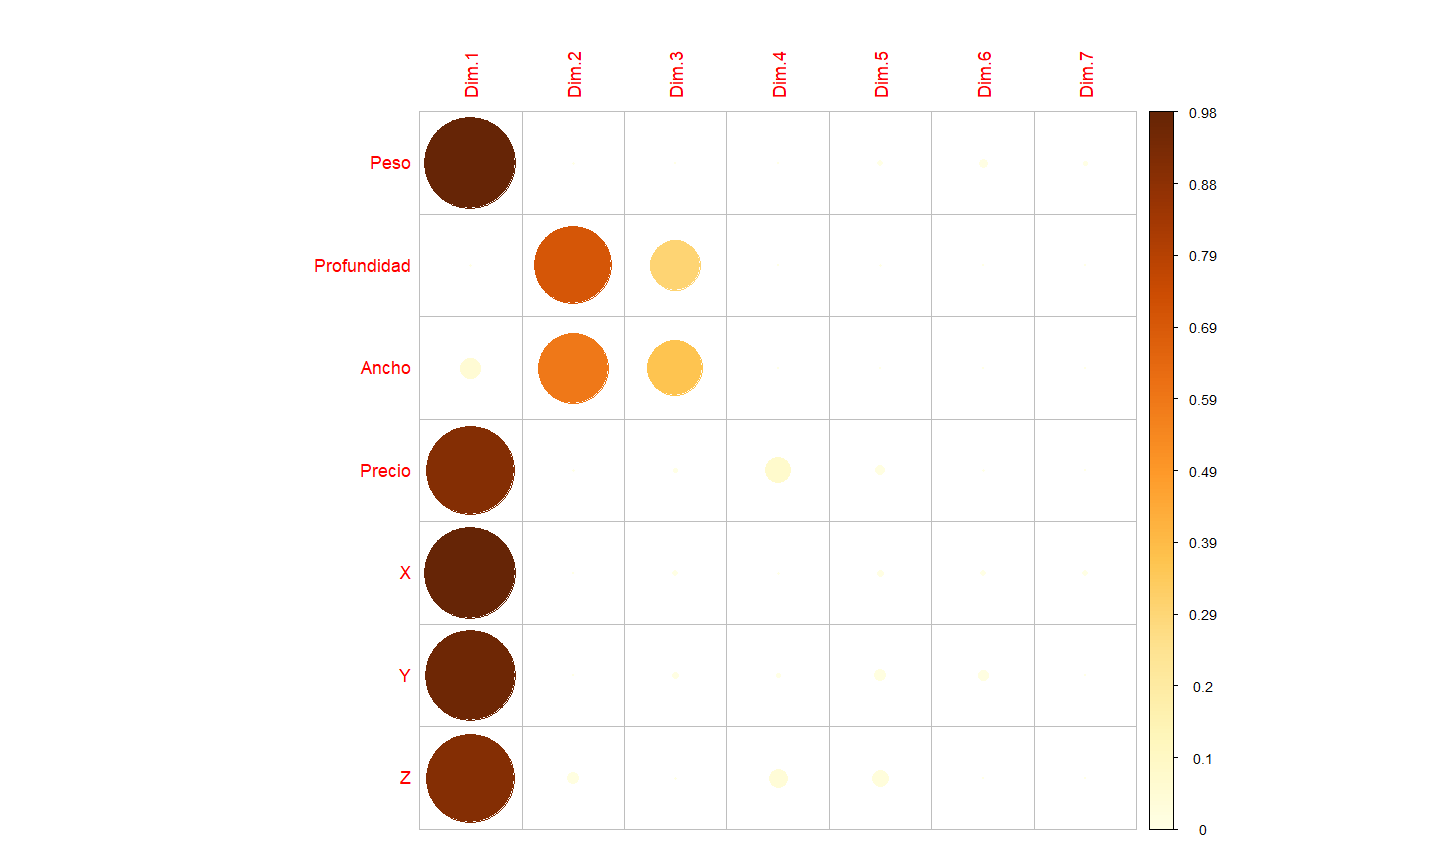 Dim.1 Dim.2 Dim.3 Dim.4 Dim.5 Dim.6 Dim.7
Peso
Profundidad
Ancho
Precio
X
Y
Z
0.98
0.88
0.79
0.69
0.59
0.49
0.39
0.29
0.2
0.1
0